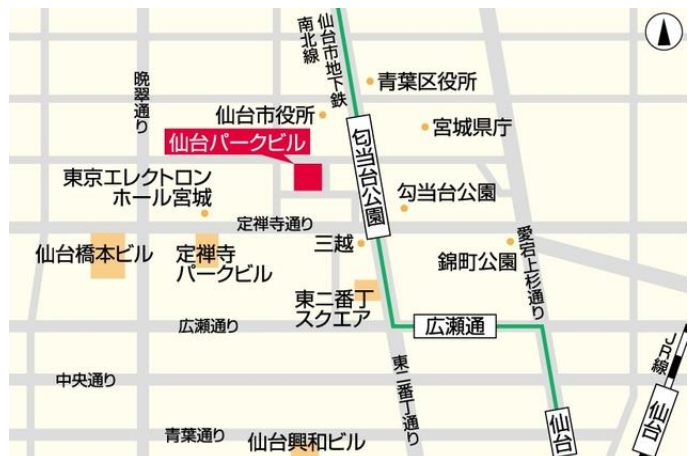 仙台市地下鉄
南北線
晩翠通り
青葉区役所
仙台市役所
宮城県庁
仙台パークビル
匂当台公園
東京エレクトロン
ホール宮城
勾当台公園
定禅寺通り
愛宕上杉通り
仙台橋本ビル
定禅寺
パークビル
三越
錦町公園
東二番丁
スクエア
広瀬通り
広瀬通
JR線
中央通り
東二番丁通り
仙台
仙台
青葉通り
仙台興和ビル